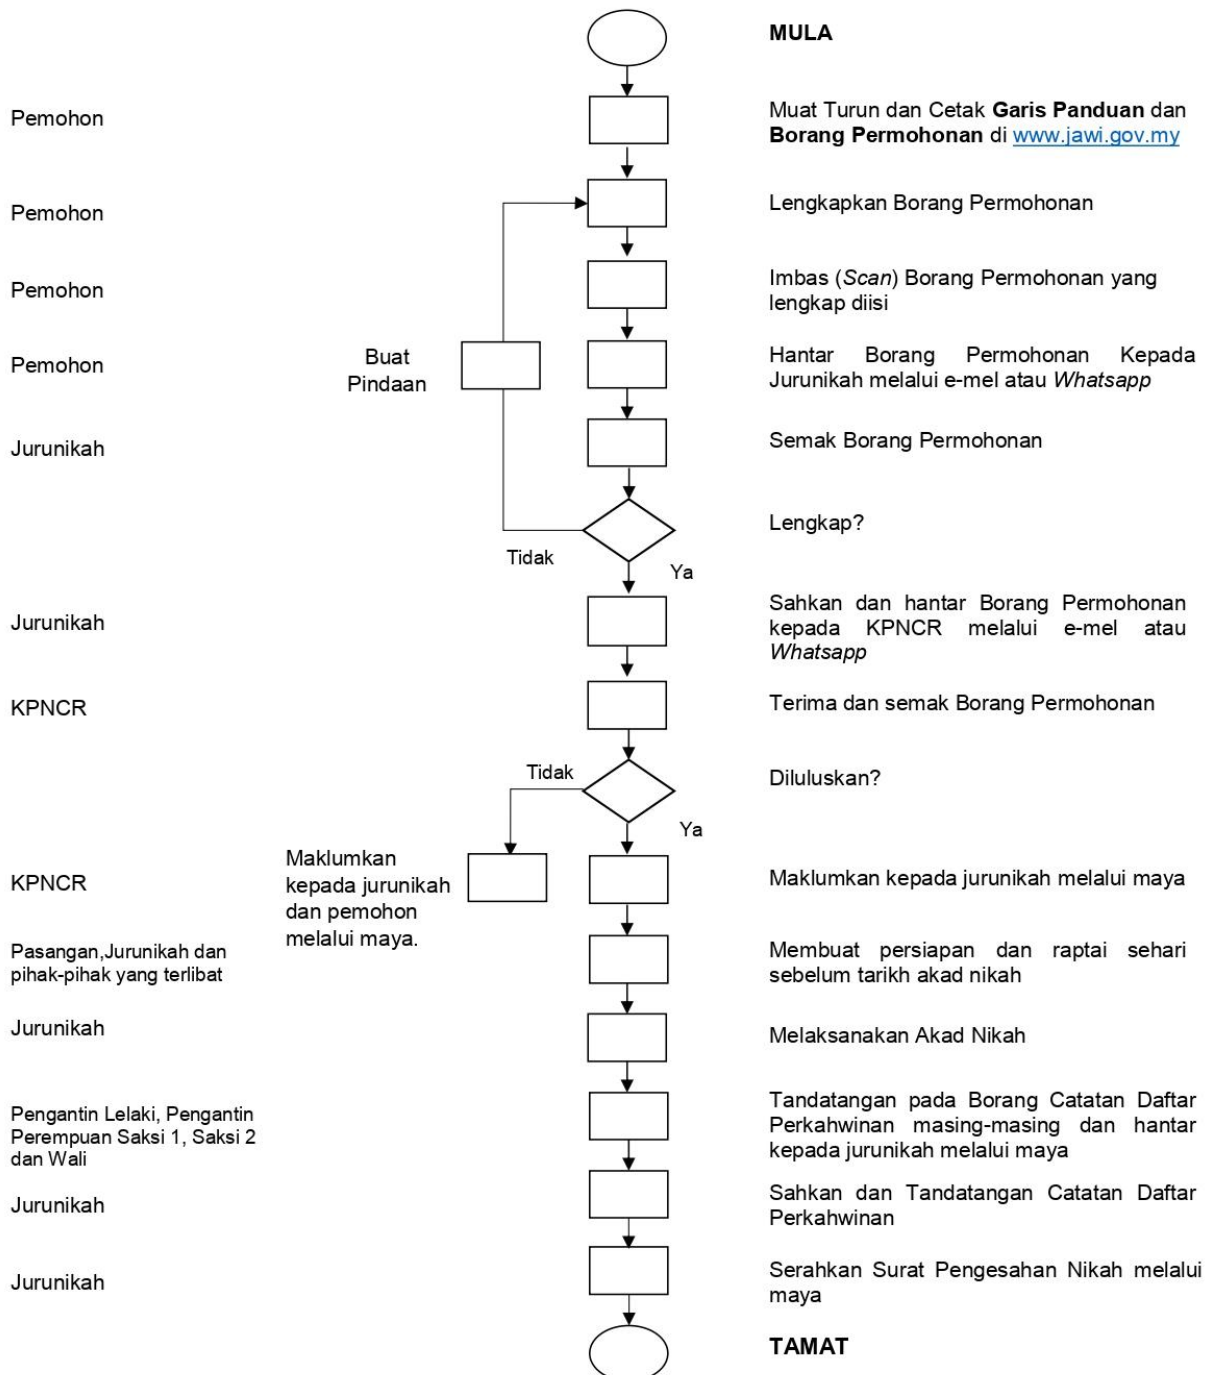 MULA
Pemohon
Muat Turun dan Cetak Garis Panduan dan
Borang Permohonan di www.jawi.gov.my
Pemohon
Lengkapkan Borang Permohonan
Pemohon
Imbas (Scan) Borang Permohonan yang
lengkap diisi
Pemohon
Buat
Pindaan
Hantar Borang Permohonan Kepada
Jurunikah melalui e-mel atau Whatsapp
Jurunikah
Semak Borang Permohonan
Lengkap?
Tidak
Ya
Jurunikah
Sahkan dan hantar Borang Permohonan
kepada KPNCR melalui e-mel atau
Whatsapp
KPNCR
Terima dan semak Borang Permohonan
Tidak
Diluluskan?
Ya
KPNCR
Maklumkan
kepada jurunikah
dan pemohon
melalui maya.
Maklumkan kepada jurunikah melalui maya
Pasangan,Jurunikah dan
pihak-pihak yang terlibat
Membuat persiapan dan raptai sehari
sebelum tarikh akad nikah
Jurunikah
Melaksanakan Akad Nikah
Pengantin Lelaki, Pengantin
Perempuan Saksi 1, Saksi 2
dan Wali
Tandatangan pada Borang Catatan Daftar
Perkahwinan masing-masing dan hantar
kepada jurunikah melalui maya
Jurunikah
Sahkan dan Tandatangan Catatan Daftar
Perkahwinan
Jurunikah
Serahkan Surat Pengesahan Nikah melalui
maya
TAMAT